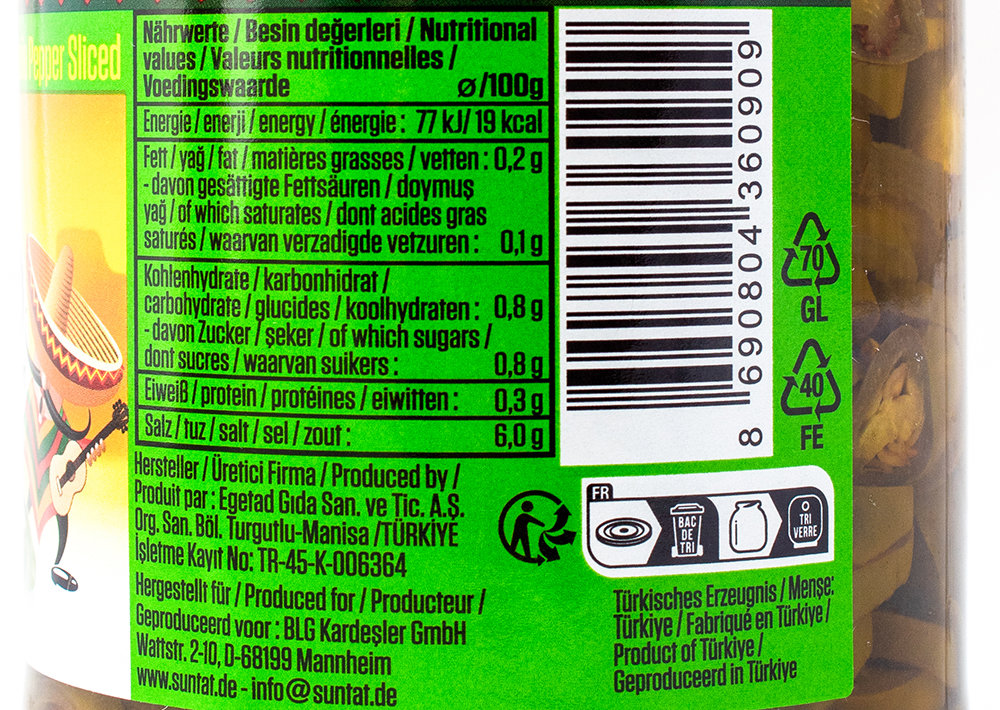 Pepper Sliced
Nährwerte / Besin değerleri / Nutritional
values / Valeurs nutritionnelles /
Voedingswaarde ø/100g
Energie / enerji / energy / énergie : 77 kJ/ 19 kcal
Fett / yağ / fat / matières grasses / vetten : 0,2 g
- davon gesättigte Fettsäuren / doymuş
yağ / of which saturates / dont acides gras
saturés / waarvan verzadigde vetzuren : 0,1 g
Kohlenhydrate / karbonhidrat /
carbohydrate / glucides / koolhydraten : 0,8 g
- davon Zucker / şeker / of which sugars /
dont sucres / waarvan suikers : 0,8 g
Eiweiß / protein / protéines / eiwitten : 0,3 g
Salz / tuz / salt / sel / zout : 6,0 g
Hersteller / Üretici Firma / Produced by /
Produit par : Egetad Gıda San. ve Tic. A.Ş.
Org. San. Böl. Turgutlu-Manisa /TÜRKİYE
İşletme Kayıt No: TR-45-K-006364
Hergestellt für / Produced for / Producteur /
Geproduceerd voor : BLG Kardeşler GmbH
Wattstr. 2-10, D-68199 Mannheim
www.suntat.de - info@suntat.de
8 690804 360909
70
GL
40
FE
FR
BAC
DE
TRI
TRI
VERRE
Türkisches Erzeugnis / Menşe:
Türkiye / Fabriqué en Türkiye /
Product of Türkiye /
Geproduceerd in Türkiye